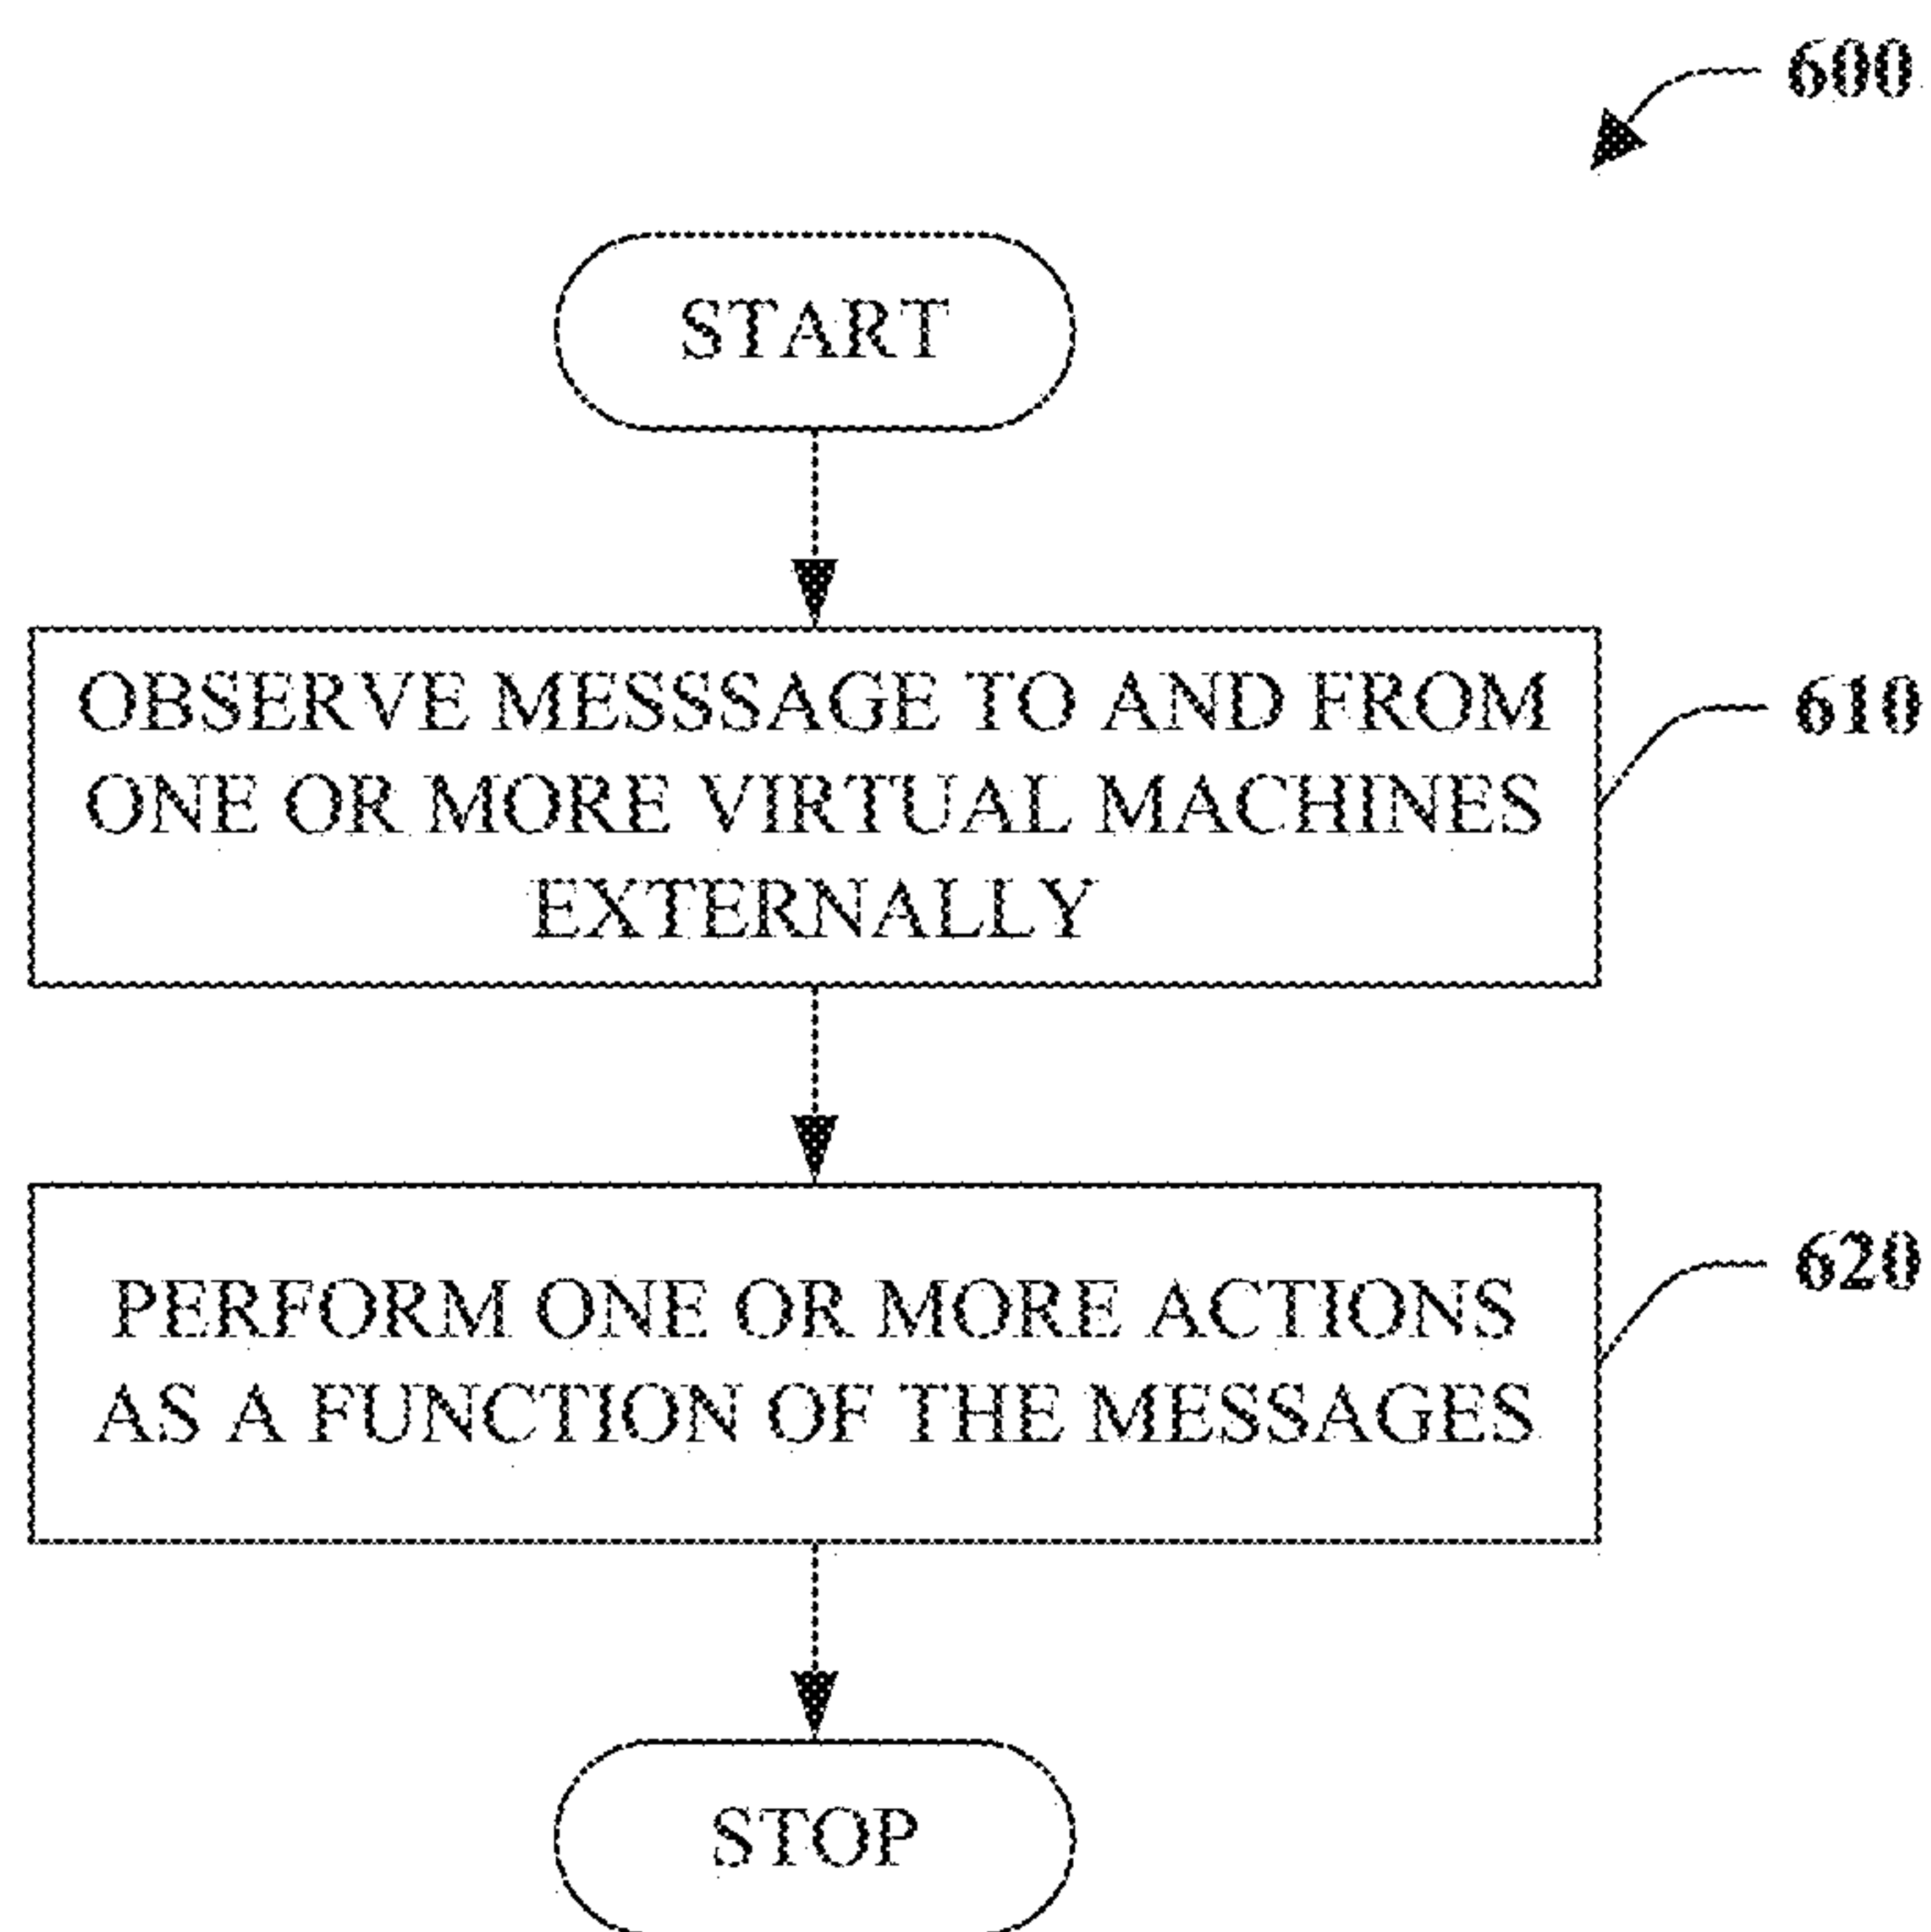 600
START
OBSERVE MESSSAGE TO AND FROM
ONE OR MORE VIRTUAL MACHINES
EXTERNALLY
610
PERFORM ONE OR MORE ACTIONS
AS A FUNCTION OF THE MESSAGES
620
STOP